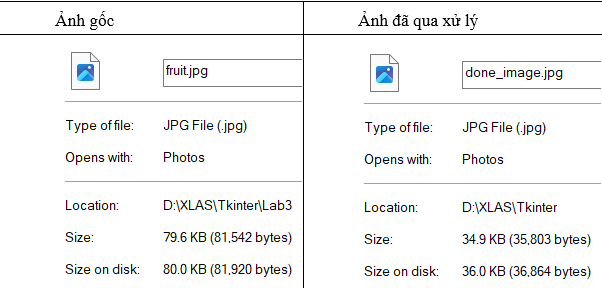 Ảnh gốc
Ảnh đã qua xử lý
fruit.jpg
Type of file: JPG File (.jpg)
Opens with: Photos
Location: D:\XLAS\Tkinter\Lab3
Size: 79.6 KB (81,542 bytes)
Size on disk: 80.0 KB (81,920 bytes)
done_image.jpg
Type of file: JPG File (.jpg)
Opens with: Photos
Location: D:\XLAS\Tkinter
Size: 34.9 KB (35,803 bytes)
Size on disk: 36.0 KB (36,864 bytes)